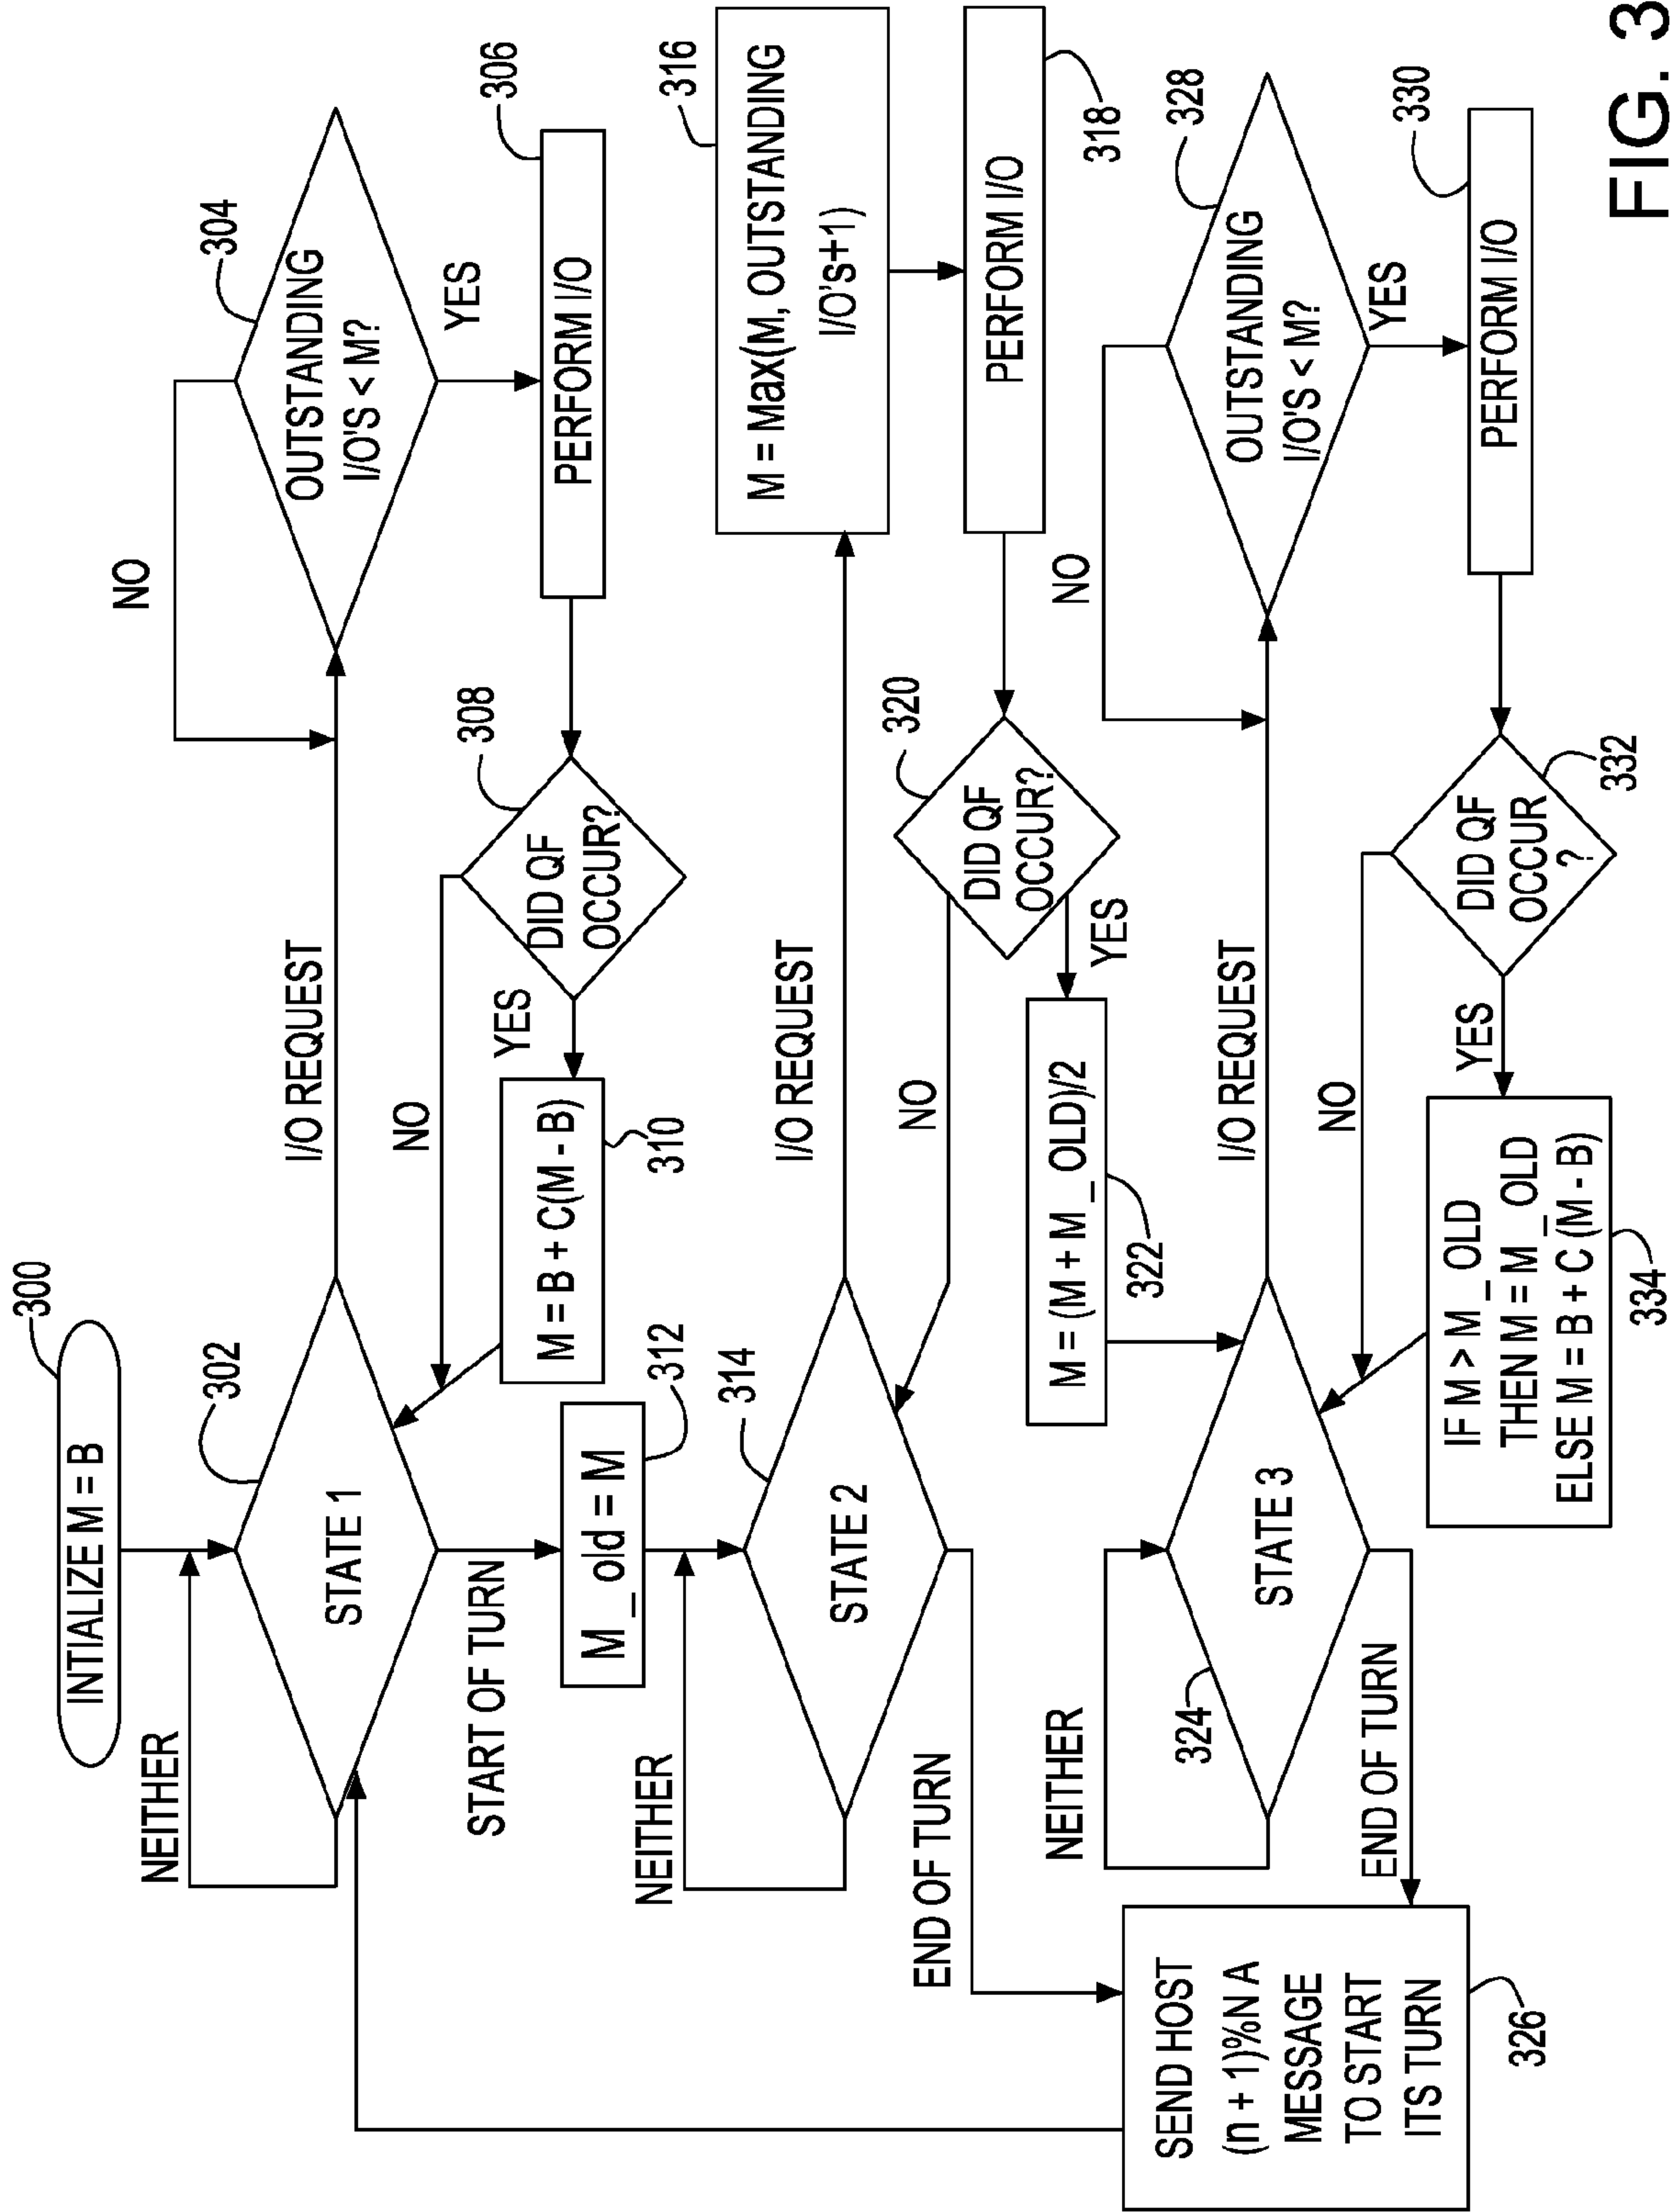 300
INTIALIZE M = B
NEITHER
302
STATE 1
I/O REQUEST
NO
304
OUTSTANDING
I/O'S < M?
YES
306
PERFORM I/O
308
DID QF
OCCUR?
NO
YES
M = B + C(M - B)
310
START OF TURN
M_old = M
312
NEITHER
314
STATE 2
I/O REQUEST
316
M = Max(M, OUTSTANDING
I/O's+1)
PERFORM I/O
318
320
DID QF
OCCUR?
NO
YES
M = (M + M_OLD)/2
322
END OF TURN
NEITHER
324
STATE 3
I/O REQUEST
NO
328
OUTSTANDING
I/O'S < M?
YES
330
PERFORM I/O
DID QF
OCCUR
?
332
NO
YES
IF M > M_OLD
THEN M = M_OLD
ELSE M = B + C (M - B)
334
END OF TURN
SEND HOST
(n + 1)%N A
MESSAGE
TO START
ITS TURN
326
FIG. 3